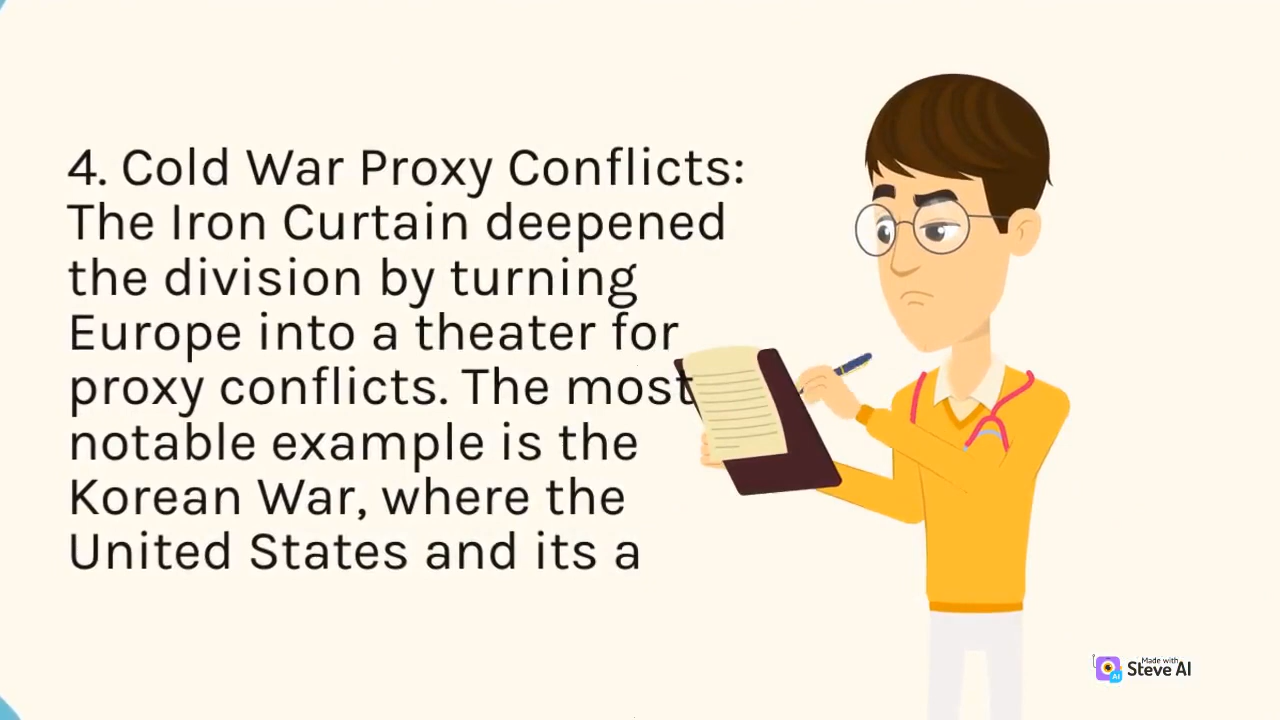 4. Cold War Proxy Conflicts:
The Iron Curtain deepened
the division by turning
Europe into a theater for
proxy conflicts. The most
notable example is the
Korean War, where the
United States and its a
Made with
Steve AI
AI